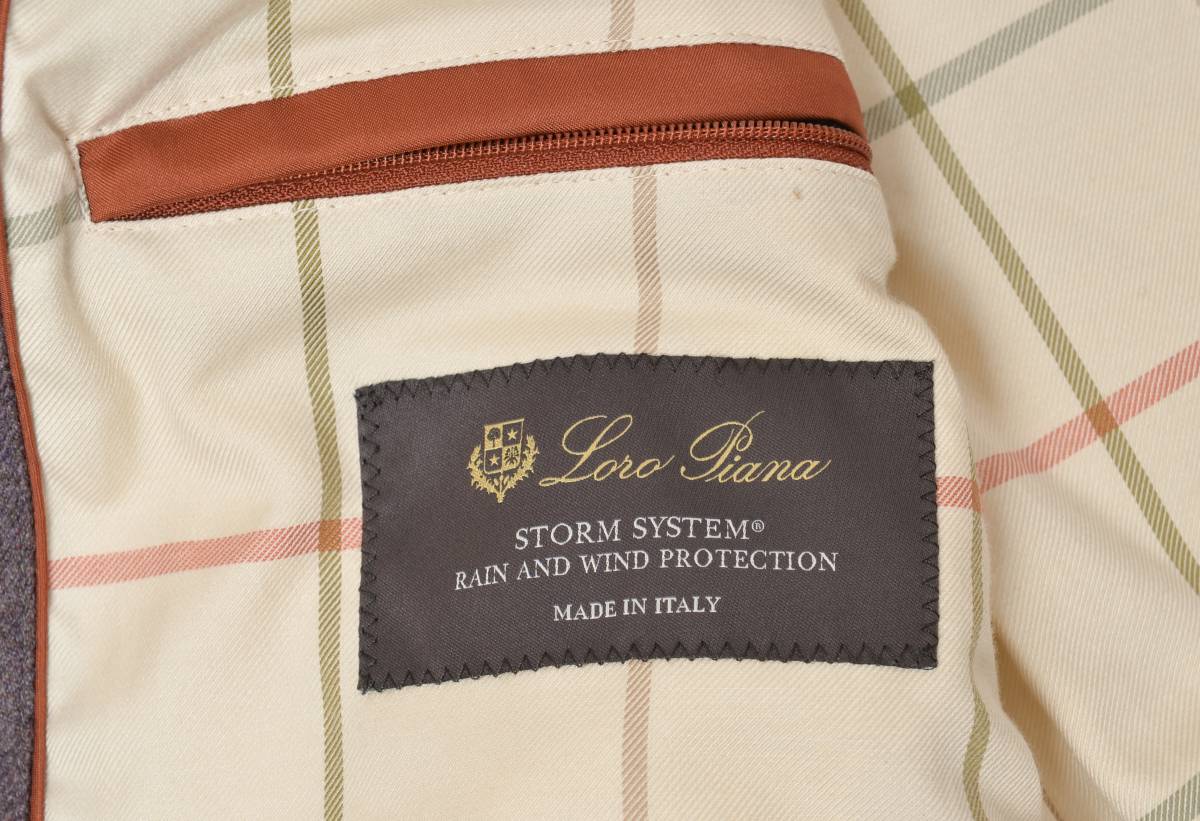 Loro Piana
STORM SYSTEM®
RAIN AND WIND PROTECTION
MADE IN ITALY